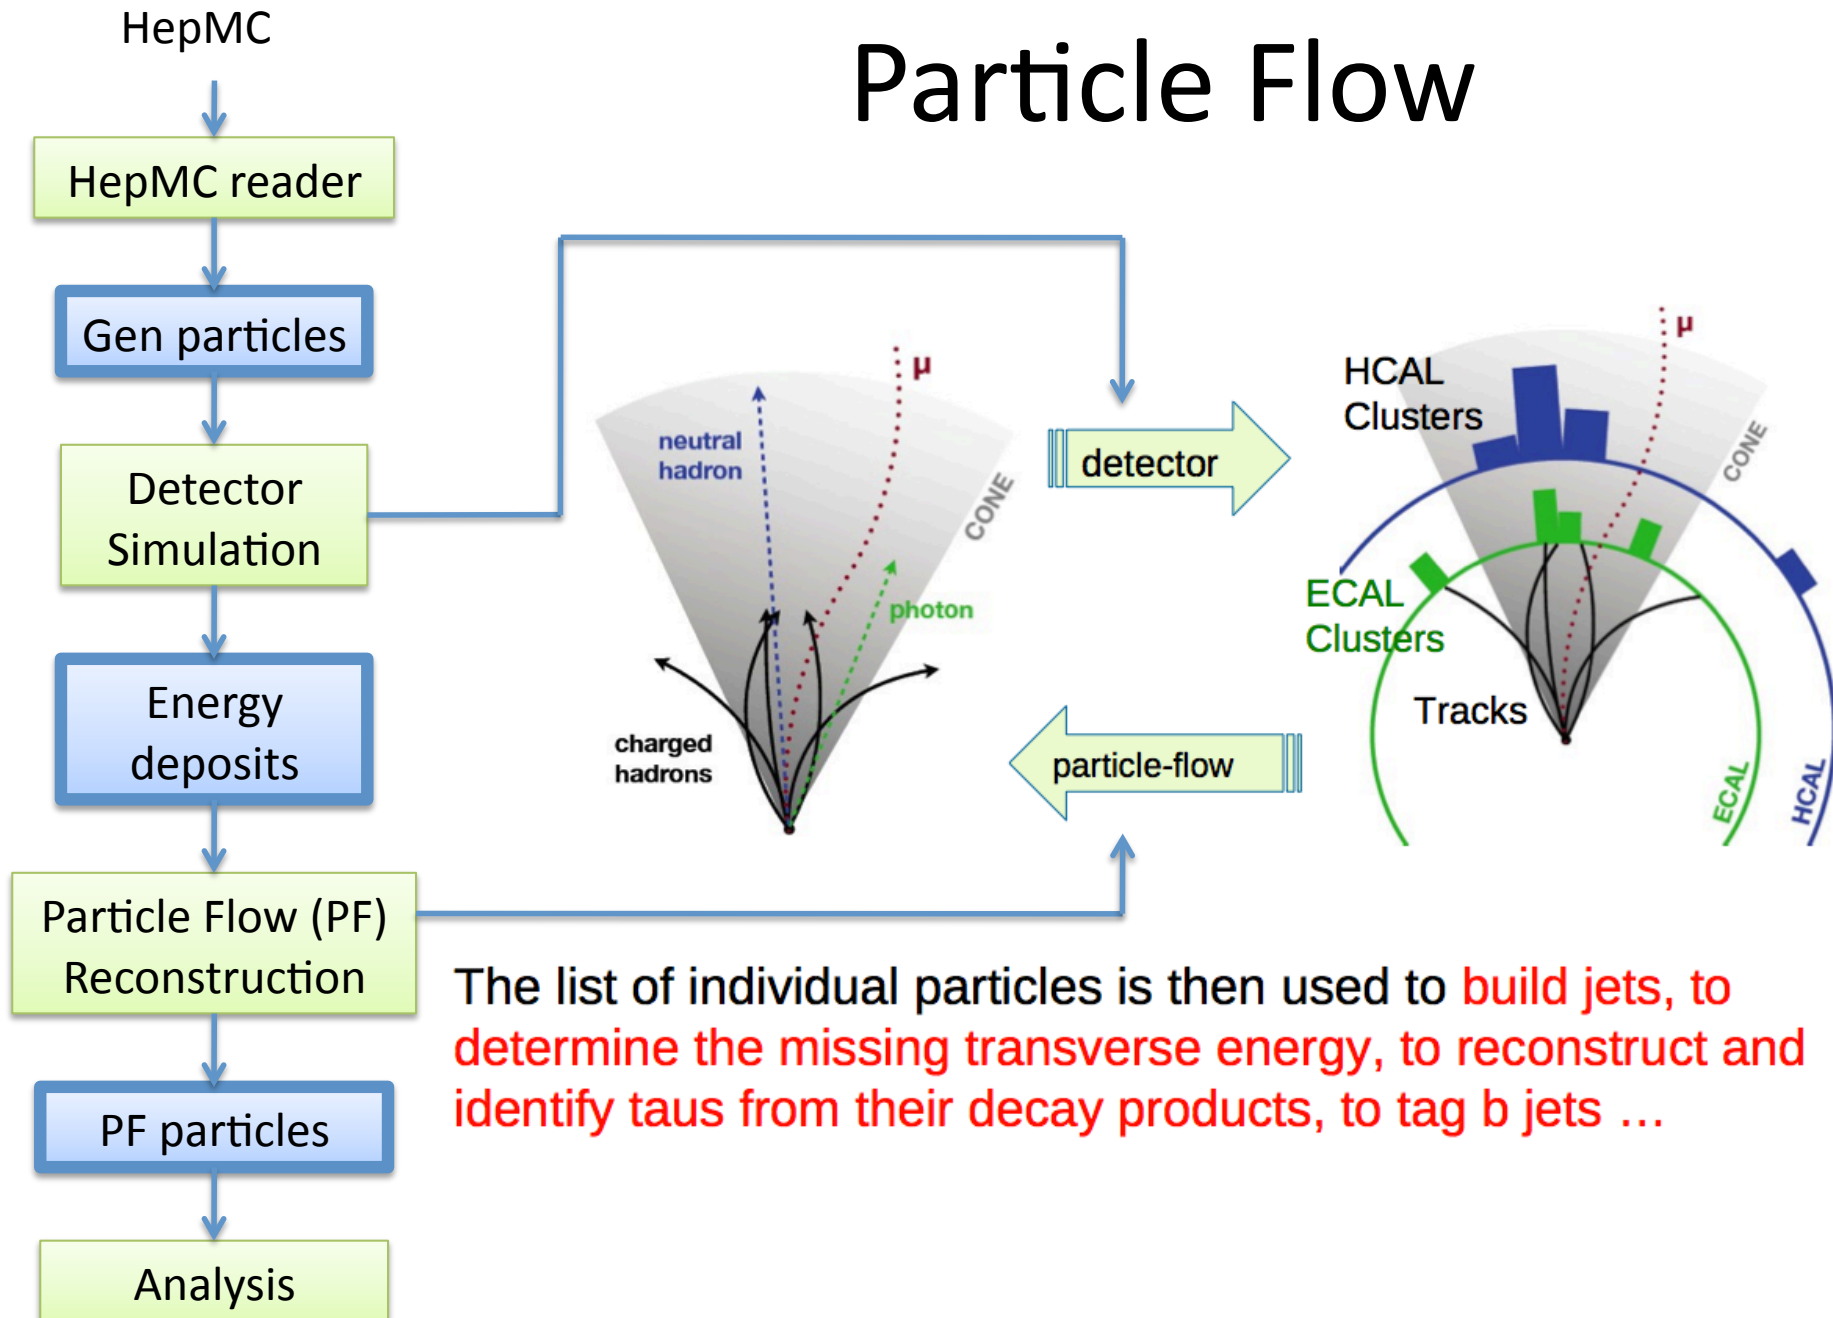 HepMC
Particle Flow
HepMC reader
Gen particles
Detector
Simulation
Energy
deposits
Particle Flow (PF)
Reconstruction
PF particles
Analysis
neutral
hadron
μ
CONE
photon
charged
hadrons
detector
particle-flow
μ
HCAL
Clusters
CONE
ECAL
Clusters
Tracks
ECAL
HCAL
The list of individual particles is then used to build jets, to
determine the missing transverse energy, to reconstruct and
identify taus from their decay products, to tag b jets …